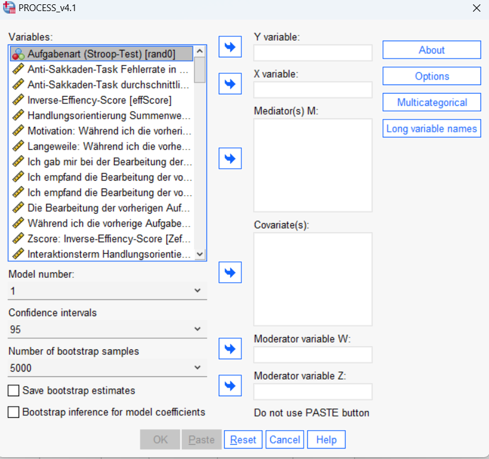 PROCESS_v4.1
Variables:
Aufgabenart (Stroop-Test) [rand0]
Anti-Sakkaden-Task Fehlerrate in ...
Anti-Sakkaden-Task durchschnittli...
Inverse-Effiency-Score [effScore]
Handlungsorientierung Summenwe...
Motivation: Während ich die vorheri...
Langeweile: Während ich die vorhe...
Ich gab mir bei der Bearbeitung der...
Ich empfand die Bearbeitung der vo...
Ich empfand die Bearbeitung der vo...
Die Bearbeitung der vorherigen Auf...
Während ich die vorherige Aufgabe...
Zscore: Inverse-Effiency-Score [Zef...
Interaktionsterm Handlungsorientie...
Model number:
1
Confidence intervals
95
Number of bootstrap samples
5000
Save bootstrap estimates
Bootstrap inference for model coefficients
Y variable:
X variable:
Mediator(s) M:
Covariate(s):
Moderator variable W:
Moderator variable Z:
Do not use PASTE button
About
Options
Multicategorical
Long variable names
OK
Paste
Reset
Cancel
Help